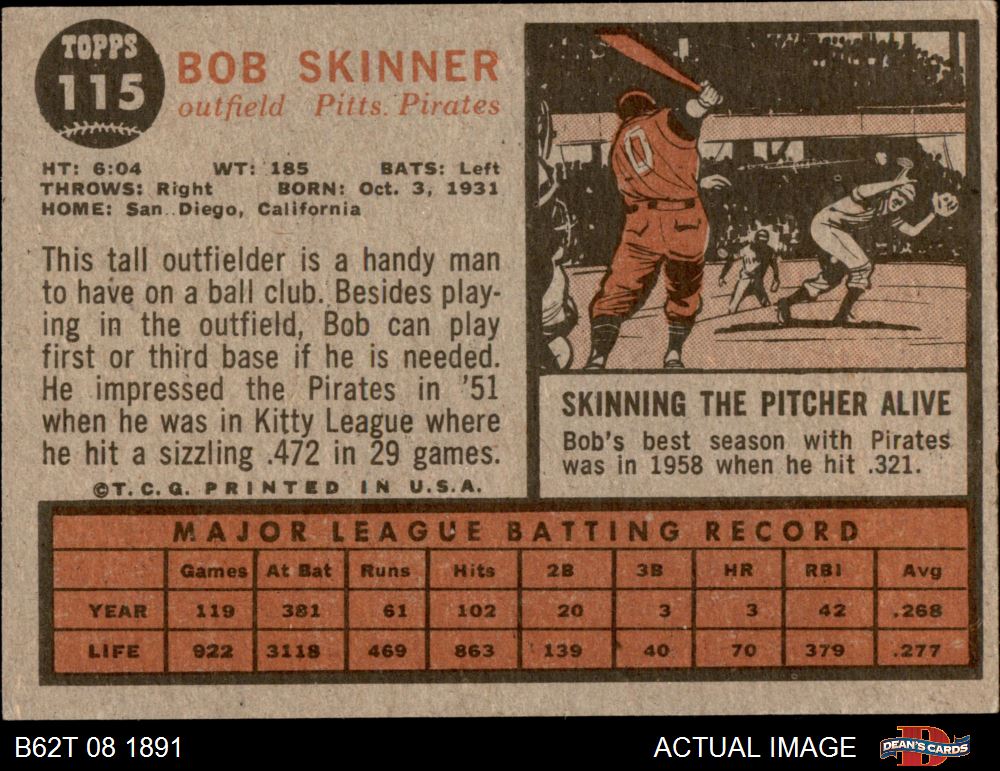 TOPPS
115
BOB SKINNER
outfield Pitts. Pirates
HT: 6:04 WT: 185 BATS: Left
THROWS: Right BORN: Oct. 3, 1931
HOME: San Diego, California
This tall outfielder is a handy man
to have on a ball club. Besides play-
ing in the outfield, Bob can play
first or third base if he is needed.
He impressed the Pirates in '51
when he was in Kitty League where
he hit a sizzling .472 in 29 games.
©T.C.G. PRINTED IN U.S.A.
0
SKINNING THE PITCHER ALIVE
Bob's best season with Pirates
was in 1958 when he hit .321.
MAJOR LEAGUE BATTING RECORD
Games At Bat Runs Hits 2B 3B HR RBI Avg
YEAR 119 381 61 102 20 3 3 42 .268
LIFE 922 3118 469 863 139 40 70 379 .277
B62T 08 1891 ACTUAL IMAGE DEAN'S CARDS